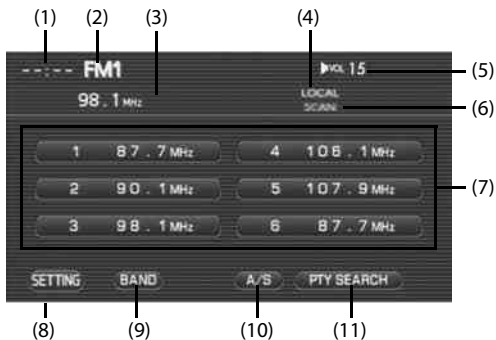 (1) (2) (3) (4)
--:-- FM1 VOL 15 (5)
98.1 MHz LOCAL
SCAN (6)
1 87.7 MHz 4 106.1 MHz
2 90.1 MHz 5 107.9 MHz (7)
3 98.1 MHz 6 87.7 MHz
SETTING BAND A/S PTY SEARCH
(8) (9) (10) (11)